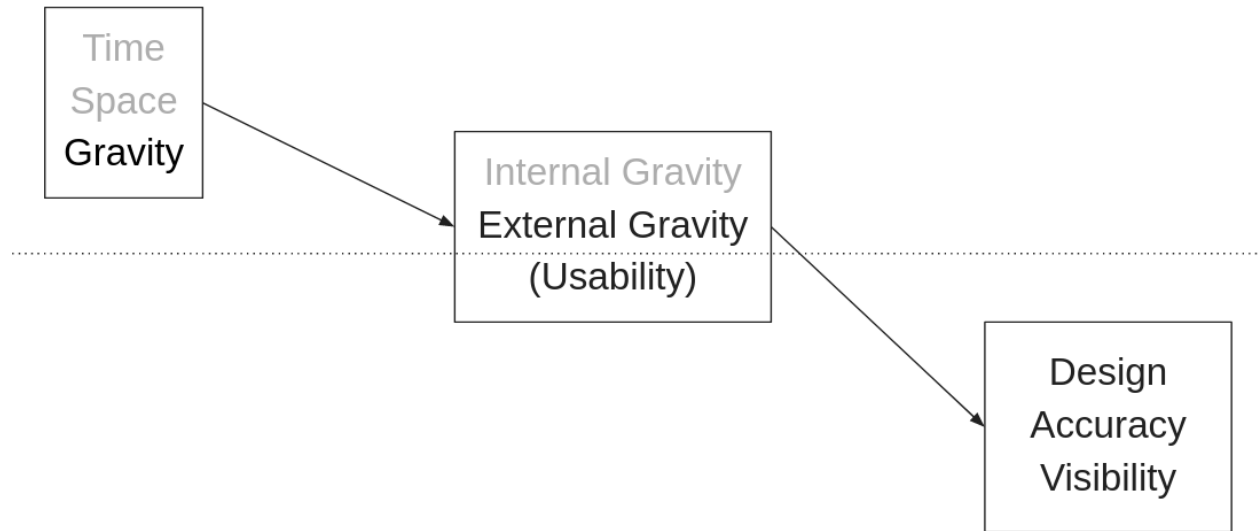 Time
Space
Gravity
Internal Gravity
External Gravity
(Usability)
Design
Accuracy
Visibility